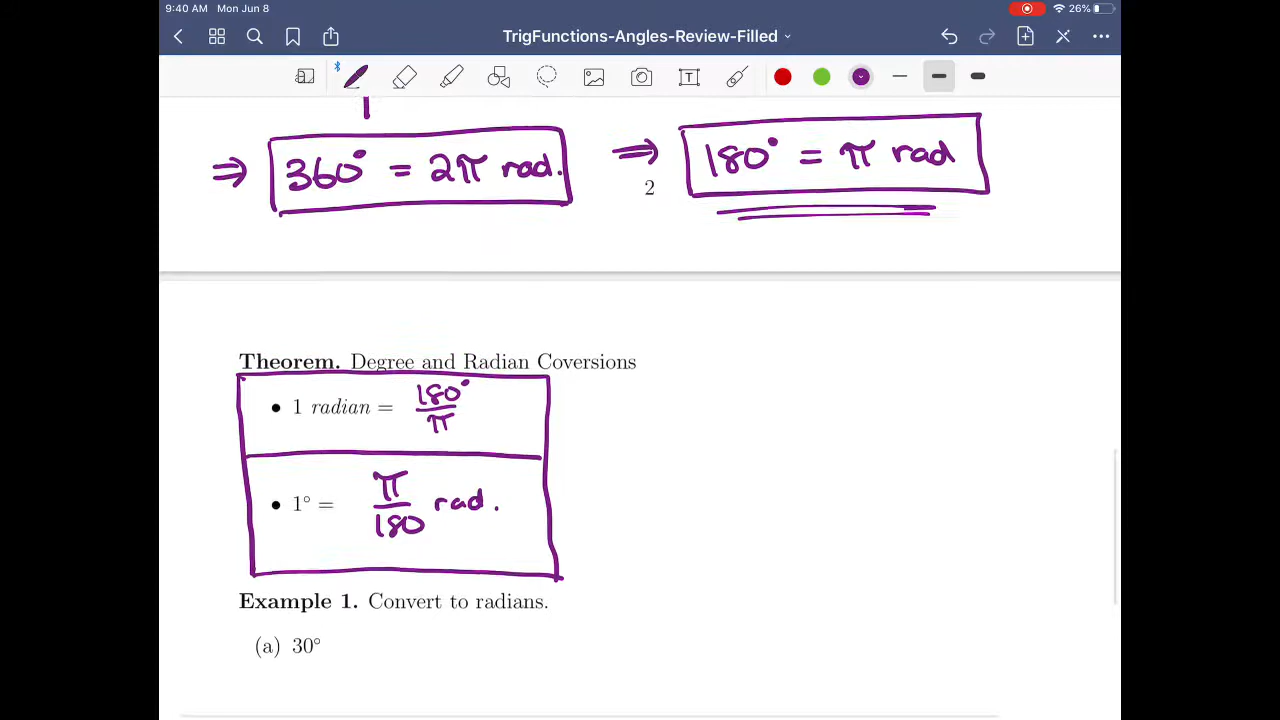 9:40 AM Mon Jun 8
26%
TrigFunctions-Angles-Review-Filled
T
⇒ 360° = 2π rad. ⇒ 180° = π rad
2
Theorem. Degree and Radian Coversions
• 1 radian = 180°/π
• 1° = π/180 rad.
Example 1. Convert to radians.
(a) 30°